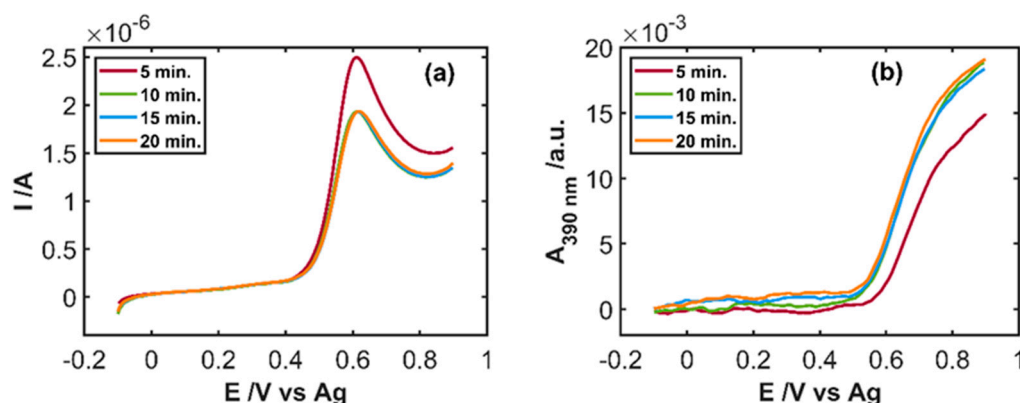 ×10⁻⁶
2.5
2
1.5
1
0.5
0
-0.2 0 0.2 0.4 0.6 0.8 1
I /A
E /V vs Ag
(a)
5 min.
10 min.
15 min.
20 min.
×10⁻³
20
15
10
5
0
-0.2 0 0.2 0.4 0.6 0.8 1
A₃₉₀ ₙₘ /a.u.
E /V vs Ag
(b)
5 min.
10 min.
15 min.
20 min.